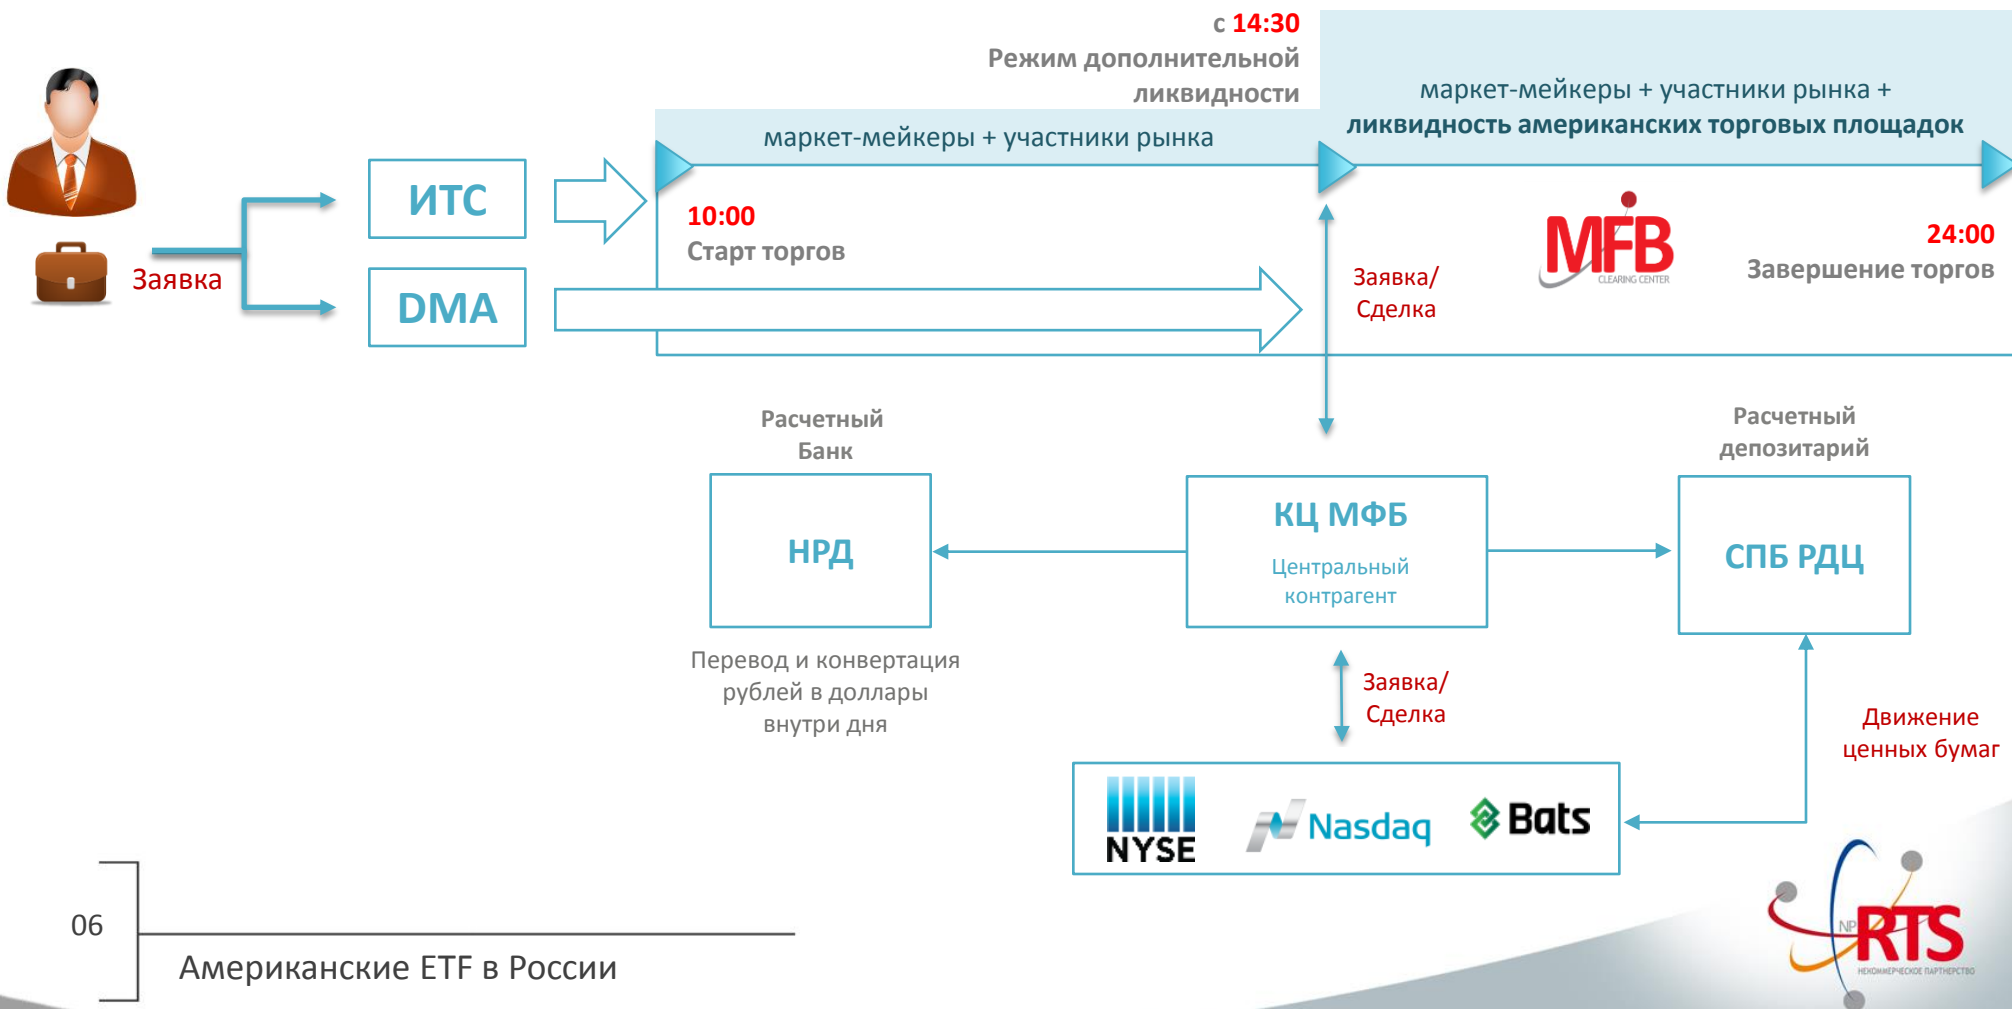 с 14:30
Режим дополнительной
ликвидности
маркет-мейкеры + участники рынка
маркет-мейкеры + участники рынка +
ликвидность американских торговых площадок
Заявка
ИТС
DMA
10:00
Старт торгов
Заявка/
Сделка
MFB
CLEARING CENTER
24:00
Завершение торгов
Расчетный
Банк
НРД
Перевод и конвертация
рублей в доллары
внутри дня
КЦ МФБ
Центральный
контрагент
Расчетный
депозитарий
СПБ РДЦ
Заявка/
Сделка
Движение
ценных бумаг
NYSE
Nasdaq
Bats
06
Американские ETF в России
NP
RTS
НЕКОММЕРЧЕСКОЕ ПАРТНЕРСТВО